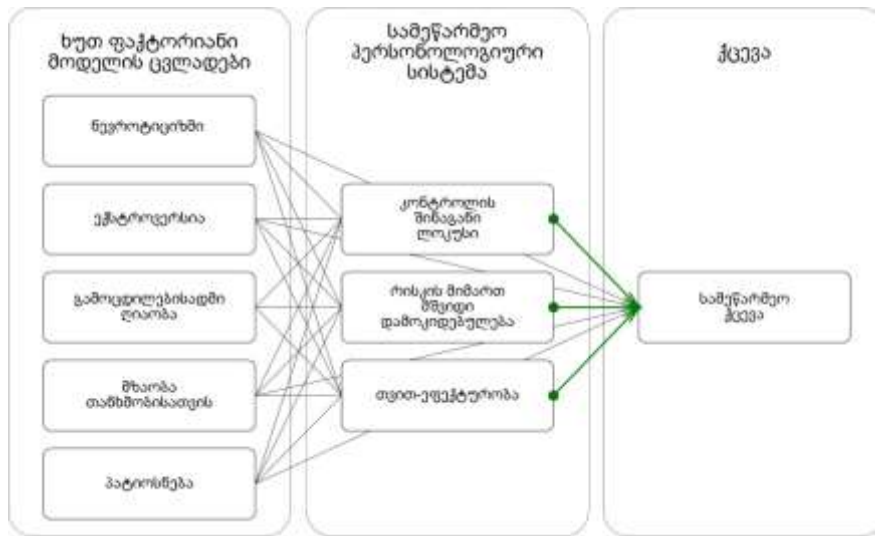 ხუთ ფაქტორიანი
მოდელის ცვლადები
ნევროტიციზმი
ექსტროვერსია
გამოცდილებისადმი
ღიაობა
მზაობა
თანხმობისათვის
პატიოსნება
სამეწარმეო
პერსონოლოგიური
სისტემა
კონტროლის
შინაგანი
ლოკუსი
რისკის მიმართ
მშვიდი
დამოკიდებულება
თვით-ეფექტურობა
ქცევა
სამეწარმეო
ქცევა